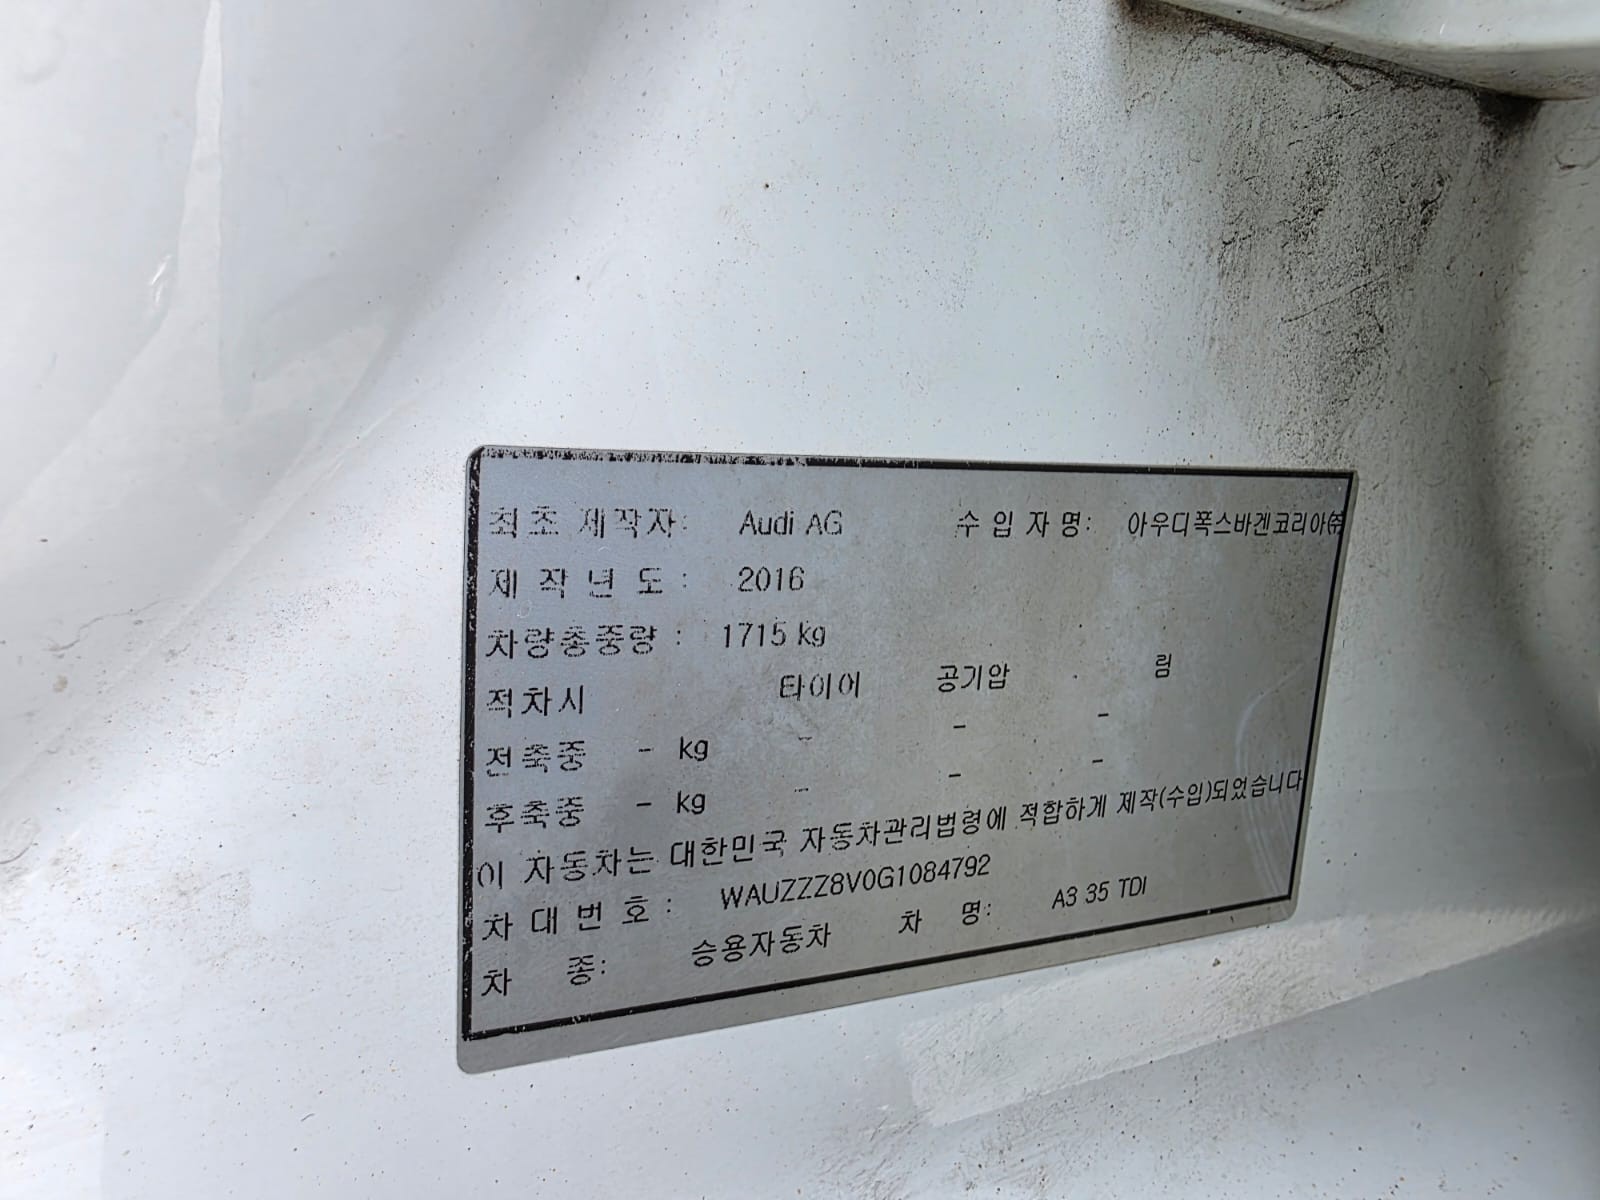 최초 제작자: Audi AG 수 입 자 명: 아우디폭스바겐코리아㈜
제 작 년 도 : 2016
차량총중량 : 1715 kg
적차시 타이어 공기압 림
전축중 - kg - - -
후축중 - kg - - -
이 자동차는 대한민국 자동차관리법령에 적합하게 제작(수입)되었습니다
차 대 번 호 : WAUZZZ8V0G1084792
차 종: 승용자동차 차 명: A3 35 TDI